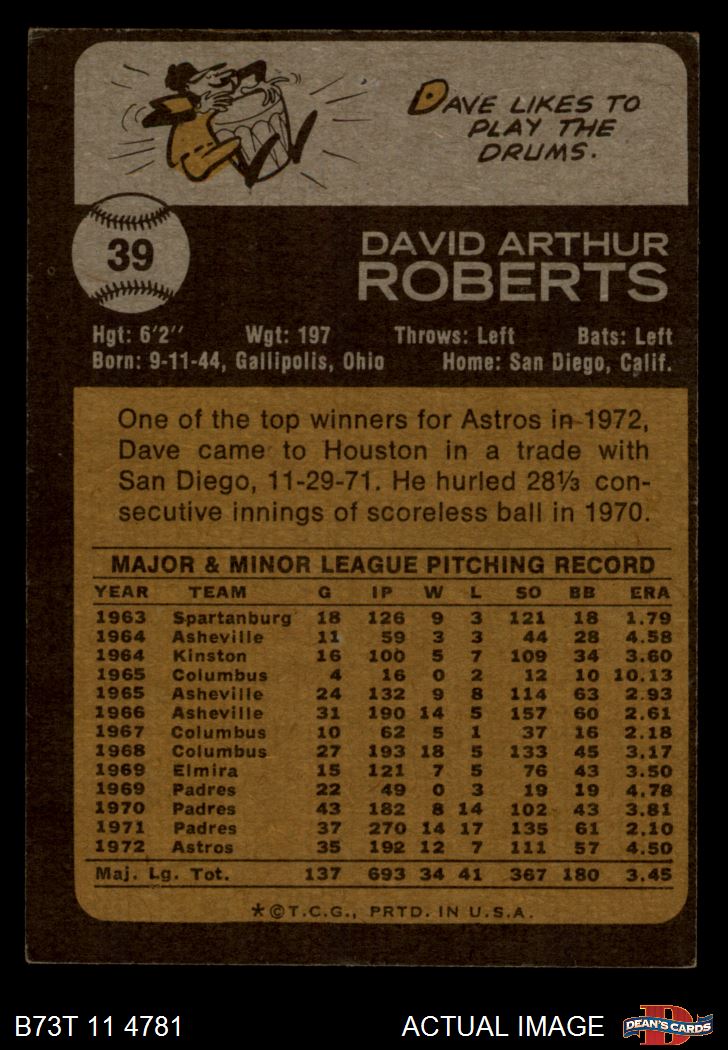 DAVE LIKES TO
PLAY THE
DRUMS.
39
DAVID ARTHUR
ROBERTS
Hgt: 6'2" Wgt: 197 Throws: Left Bats: Left
Born: 9-11-44, Gallipolis, Ohio Home: San Diego, Calif.
One of the top winners for Astros in 1972,
Dave came to Houston in a trade with
San Diego, 11-29-71. He hurled 28⅓ con-
secutive innings of scoreless ball in 1970.
MAJOR & MINOR LEAGUE PITCHING RECORD
YEAR TEAM G IP W L SO BB ERA
1963 Spartanburg 18 126 9 3 121 18 1.79
1964 Asheville 11 59 3 3 44 28 4.58
1964 Kinston 16 100 5 7 109 34 3.60
1965 Columbus 4 16 0 2 12 10 10.13
1965 Asheville 24 132 9 8 114 63 2.93
1966 Asheville 31 190 14 5 157 60 2.61
1967 Columbus 10 62 5 1 37 16 2.18
1968 Columbus 27 193 18 5 133 45 3.17
1969 Elmira 15 121 7 5 76 43 3.50
1969 Padres 22 49 0 3 19 19 4.78
1970 Padres 43 182 8 14 102 43 3.81
1971 Padres 37 270 14 17 135 61 2.10
1972 Astros 35 192 12 7 111 57 4.50
Maj. Lg. Tot. 137 693 34 41 367 180 3.45
*©T.C.G., PRTD. IN U.S.A.
B73T 11 4781 ACTUAL IMAGE D DEAN'S CARDS